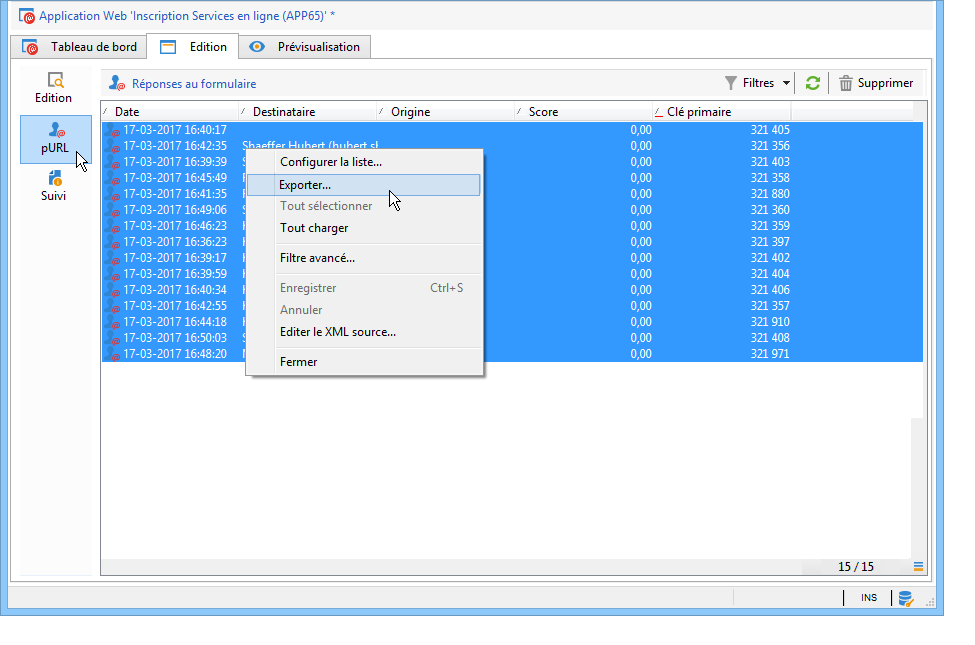 Application Web 'Inscription Services en ligne (APP65)' *
Tableau de bord Edition Prévisualisation
Edition
pURL
Suivi
Réponses au formulaire Filtres Supprimer
Date Destinataire Origine Score Clé primaire
17-03-2017 16:40:17 0,00 321 405
17-03-2017 16:42:35 Shaeffer Hubert (hubert.sl 0,00 321 356
17-03-2017 16:39:39 0,00 321 403
17-03-2017 16:45:49 0,00 321 358
17-03-2017 16:41:35 0,00 321 880
17-03-2017 16:49:06 0,00 321 360
17-03-2017 16:46:23 0,00 321 359
17-03-2017 16:36:23 0,00 321 397
17-03-2017 16:39:17 0,00 321 402
17-03-2017 16:39:59 0,00 321 404
17-03-2017 16:40:34 0,00 321 406
17-03-2017 16:42:55 0,00 321 357
17-03-2017 16:44:18 0,00 321 910
17-03-2017 16:50:03 0,00 321 408
17-03-2017 16:48:20 0,00 321 971
Configurer la liste...
Exporter...
Tout sélectionner
Tout charger
Filtre avancé...
Enregistrer Ctrl+S
Annuler
Editer le XML source...
Fermer
15 / 15
INS